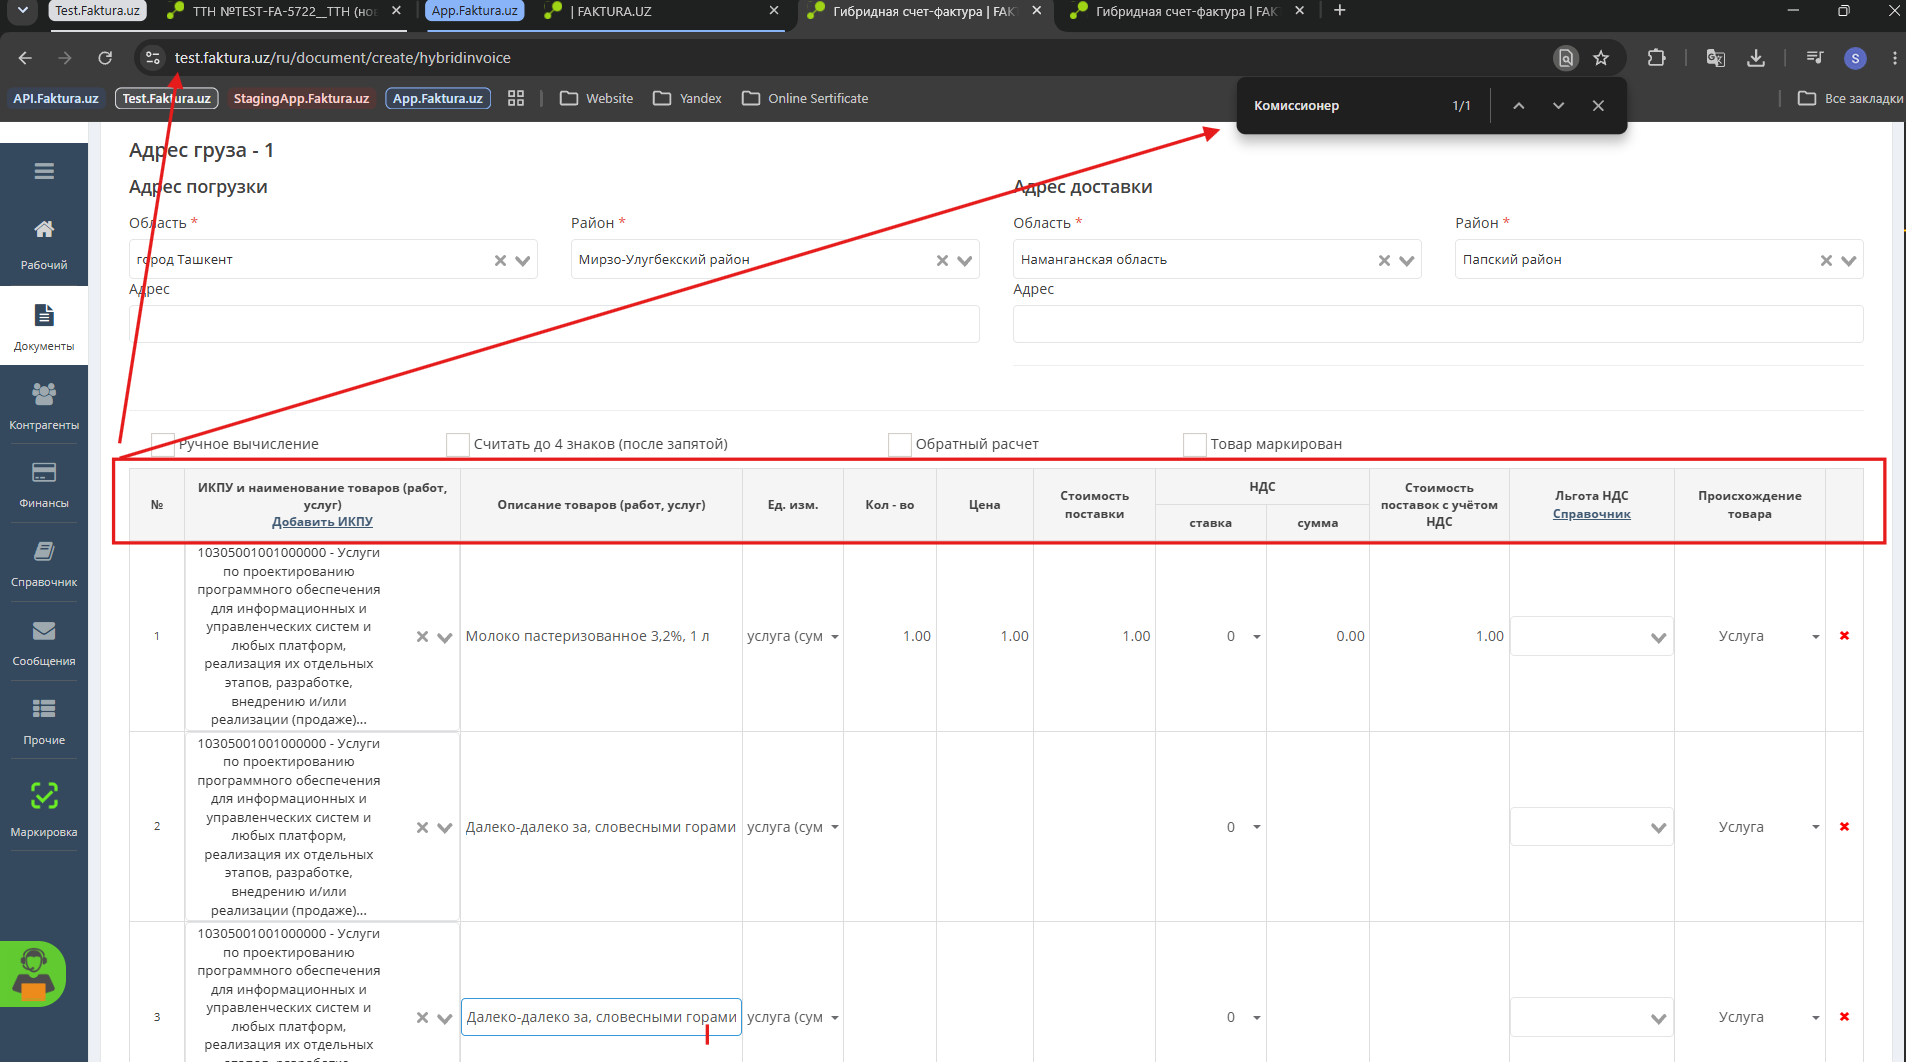 Test.Faktura.uz
ТТН №TEST-FA-5722__ТТН (но
App.Faktura.uz
| FAKTURA.UZ
Гибридная счет-фактура | FAK
Гибридная счет-фактура | FAK
test.faktura.uz/ru/document/create/hybridinvoice
S
API.Faktura.uz
Test.Faktura.uz
StagingApp.Faktura.uz
App.Faktura.uz
Website
Yandex
Online Sertificate
Все закладки
Комиссионер
1/1
Рабочий
Документы
Контрагенты
Финансы
Справочник
Сообщения
Прочие
Маркировка
Адрес груза - 1
Адрес погрузки
Адрес доставки
Область *
Район *
Область *
Район *
город Ташкент
Мирзо-Улугбекский район
Наманганская область
Папский район
Адрес
Адрес
Ручное вычисление
Считать до 4 знаков (после запятой)
Обратный расчет
Товар маркирован
№
ИКПУ и наименование товаров (работ,
услуг)
Добавить ИКПУ
Описание товаров (работ, услуг)
Ед. изм.
Кол - во
Цена
Стоимость
поставки
НДС
ставка
сумма
Стоимость
поставок с учётом
НДС
Льгота НДС
Справочник
Происхождение
товара
1
10305001001000000 - Услуги
по проектированию
программного обеспечения
для информационных и
управленческих систем и
любых платформ,
реализация их отдельных
этапов, разработке,
внедрению и/или
реализации (продаже)...
Молоко пастеризованное 3,2%, 1 л
услуга (сум
1.00
1.00
1.00
0
0.00
1.00
Услуга
2
10305001001000000 - Услуги
по проектированию
программного обеспечения
для информационных и
управленческих систем и
любых платформ,
реализация их отдельных
этапов, разработке,
внедрению и/или
реализации (продаже)...
Далеко-далеко за, словесными горами
услуга (сум
0
Услуга
3
10305001001000000 - Услуги
по проектированию
программного обеспечения
для информационных и
управленческих систем и
любых платформ,
реализация их отдельных
Далеко-далеко за, словесными горами
услуга (сум
0
Услуга